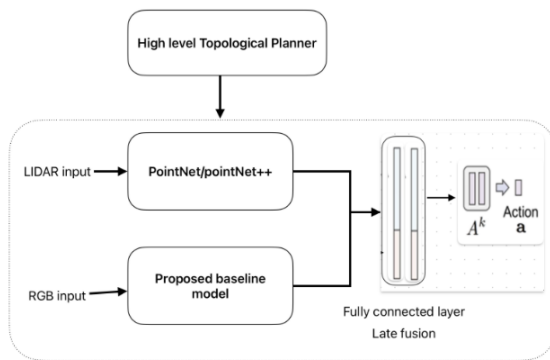 High level Topological Planner
LIDAR input
PointNet/pointNet++
RGB input
Proposed baseline
model
A^k
Action
a
Fully connected layer
Late fusion